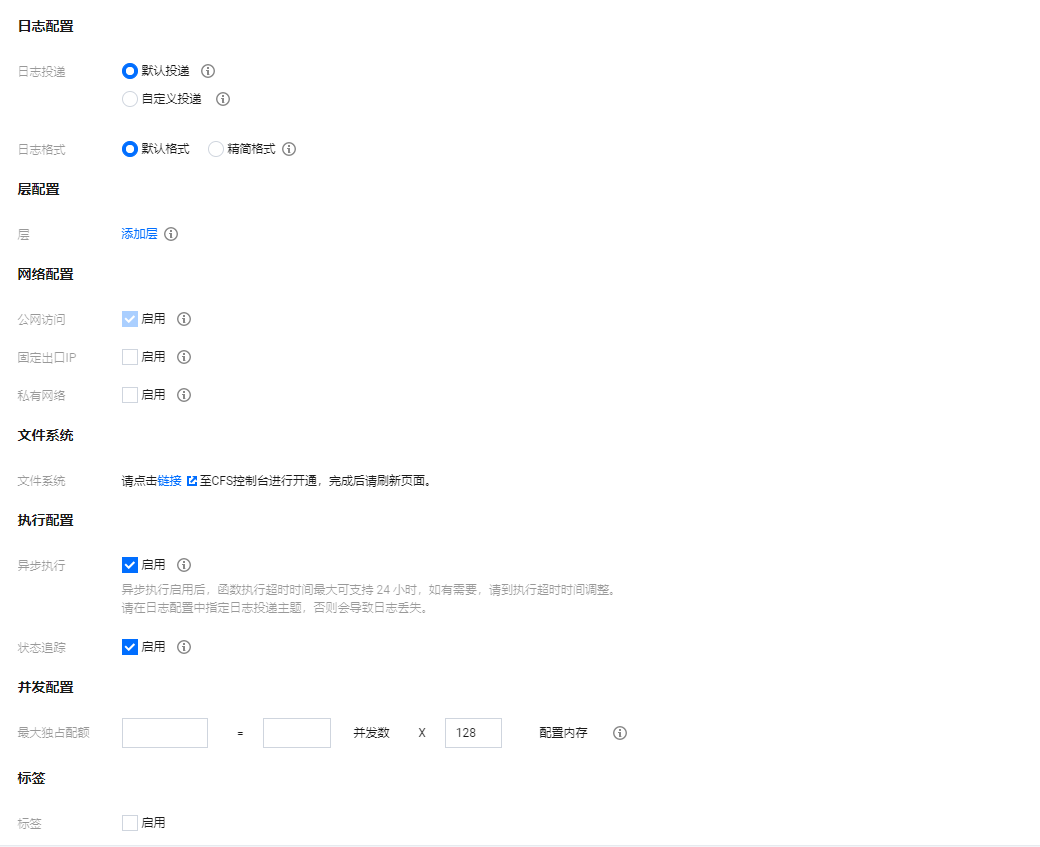 日志配置
日志投递 默认投递
自定义投递
日志格式 默认格式 精简格式
层配置
层 添加层
网络配置
公网访问 启用
固定出口IP 启用
私有网络 启用
文件系统
文件系统 请点击链接 至CFS控制台进行开通，完成后请刷新页面。
执行配置
异步执行 启用
异步执行启用后，函数执行超时时间最大可支持 24 小时，如有需要，请到执行超时时间调整。
请在日志配置中指定日志投递主题，否则会导致日志丢失。
状态追踪 启用
并发配置
最大独占配额 = 并发数 X 128 配置内存
标签
标签 启用